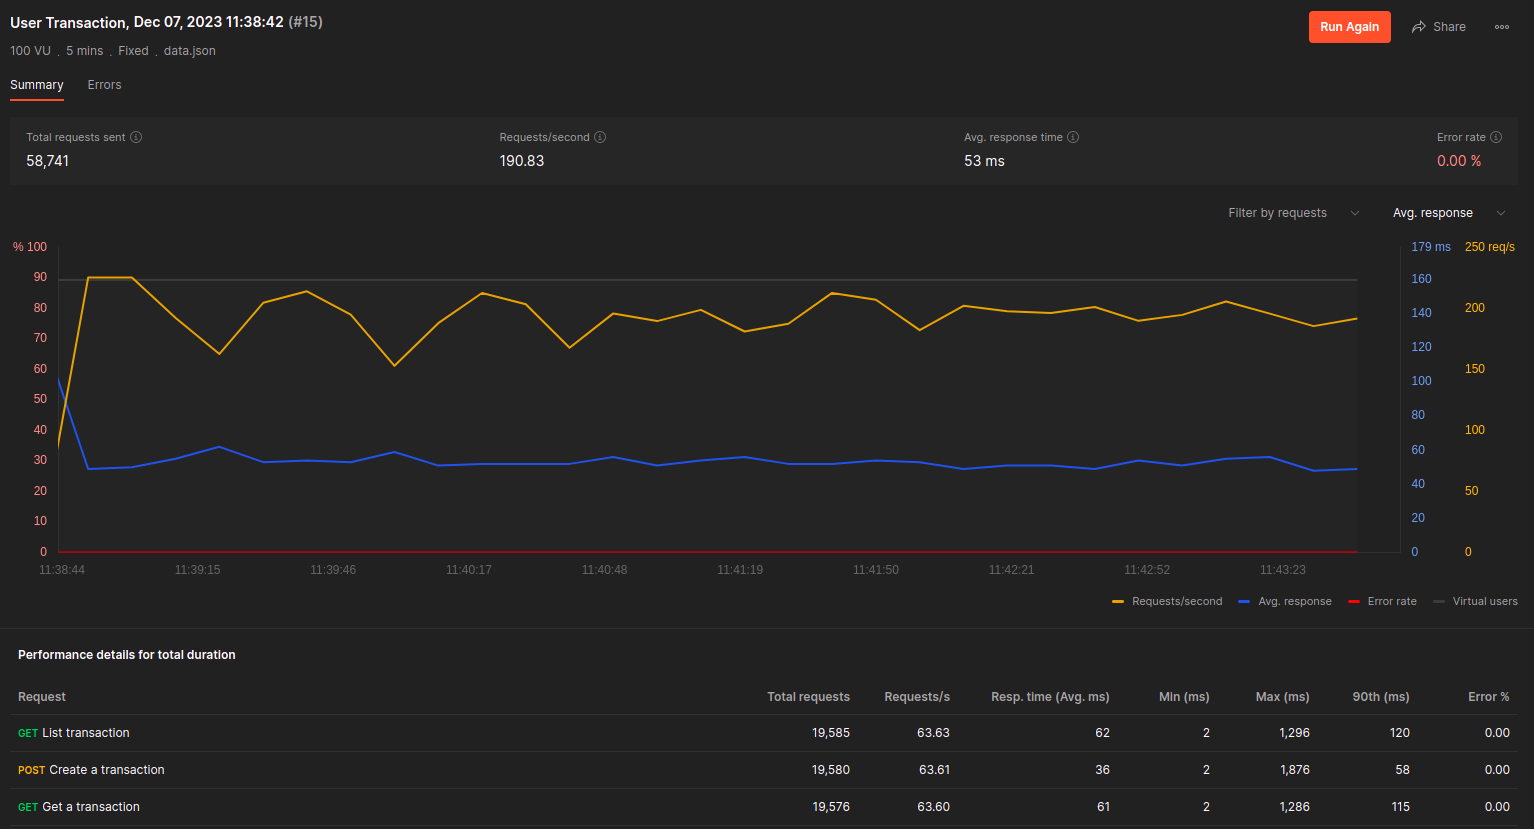 User Transaction, Dec 07, 2023 11:38:42 (#15)
Run Again
Share
100 VU . 5 mins . Fixed . data.json
Summary Errors
Total requests sent Requests/second Avg. response time Error rate
58,741 190.83 53 ms 0.00 %
Filter by requests Avg. response
% 100 179 ms 250 req/s
90 160
80 140 200
70 120
60 100 150
50 80
40 60 100
30 40
20 20 50
10
0 0 0
11:38:44 11:39:15 11:39:46 11:40:17 11:40:48 11:41:19 11:41:50 11:42:21 11:42:52 11:43:23
Requests/second Avg. response Error rate Virtual users
Performance details for total duration
Request Total requests Requests/s Resp. time (Avg. ms) Min (ms) Max (ms) 90th (ms) Error %
GET List transaction 19,585 63.63 62 2 1,296 120 0.00
POST Create a transaction 19,580 63.61 36 2 1,876 58 0.00
GET Get a transaction 19,576 63.60 61 2 1,286 115 0.00